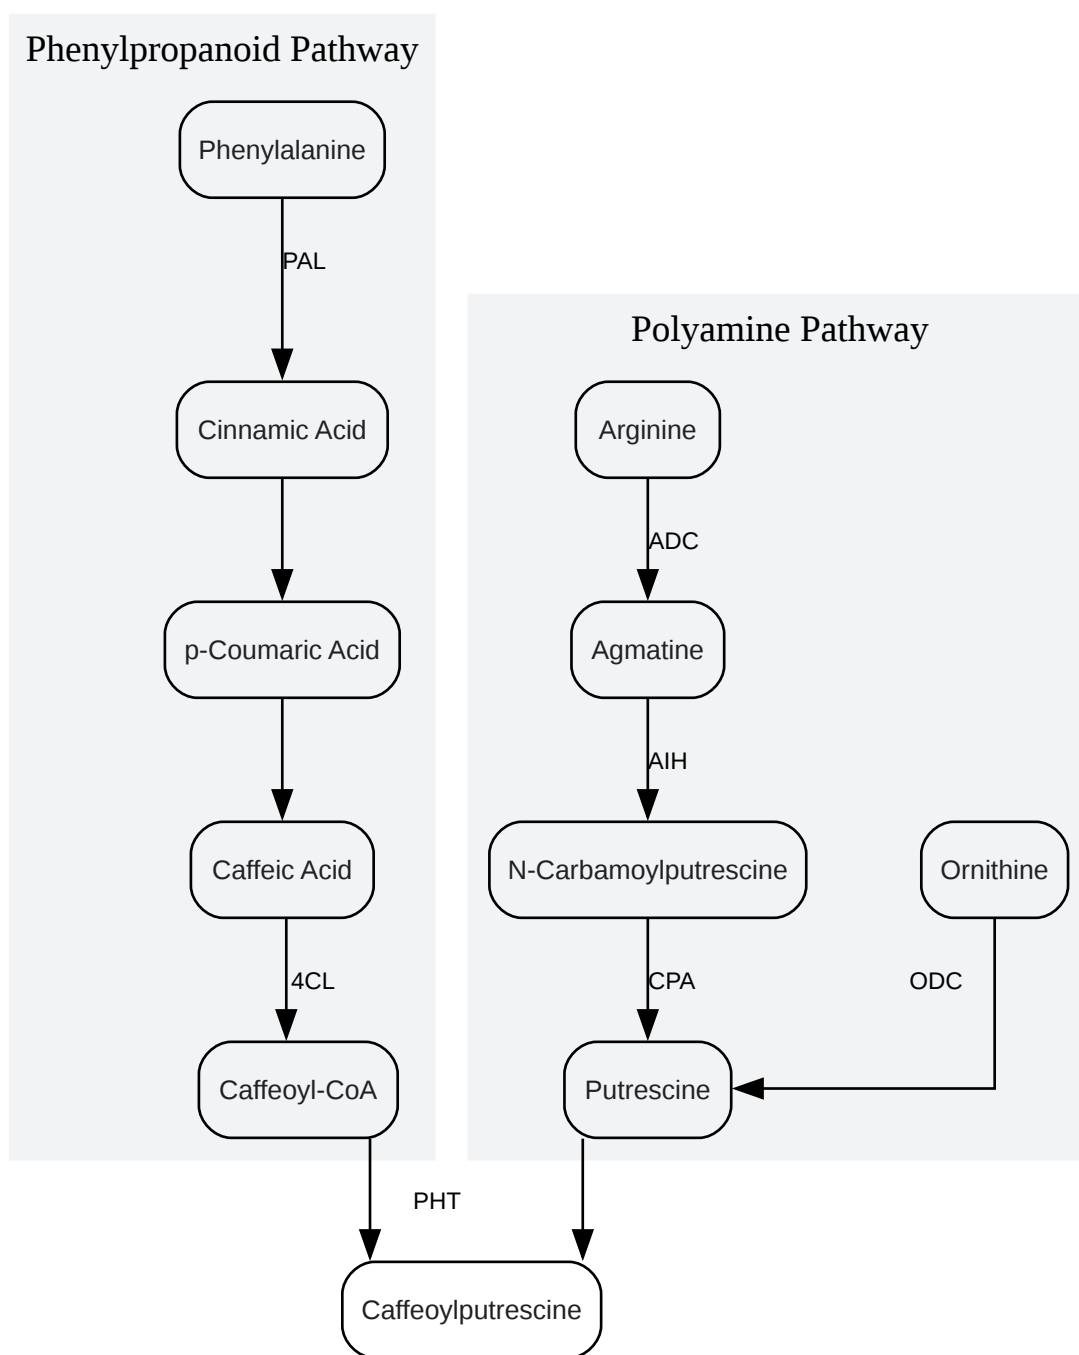 Phenylpropanoid Pathway
Phenylalanine
PAL
Cinnamic Acid
p-Coumaric Acid
Caffeic Acid
4CL
Caffeoyl-CoA
Polyamine Pathway
Arginine
ADC
Agmatine
AIH
N-Carbamoylputrescine
Ornithine
CPA
ODC
Putrescine
PHT
Caffeoylputrescine